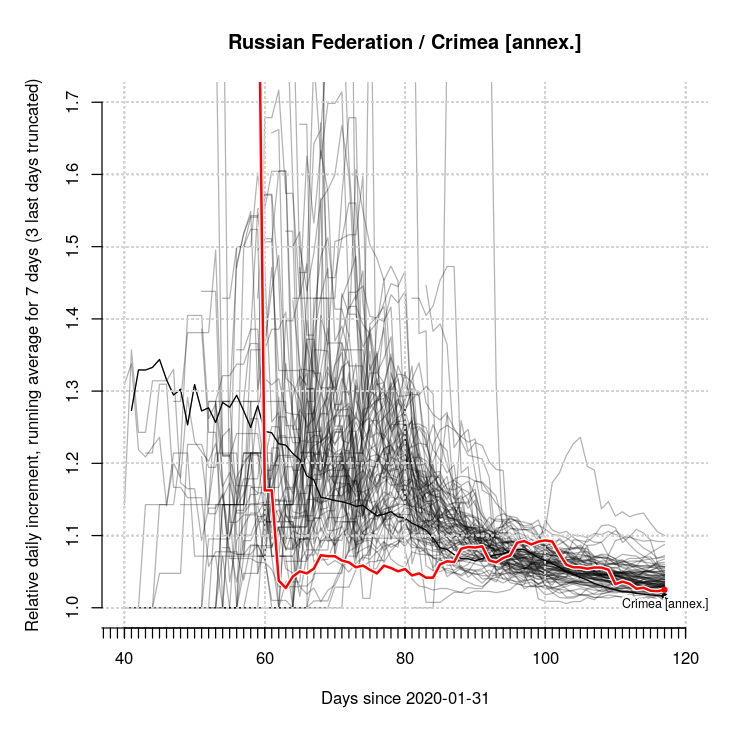 Russian Federation / Crimea [annex.]
Relative daily increment, running average for 7 days (3 last days truncated)
1.7
1.6
1.5
1.4
1.3
1.2
1.1
1.0
Crimea [annex.]
40 60 80 100 120
Days since 2020-01-31